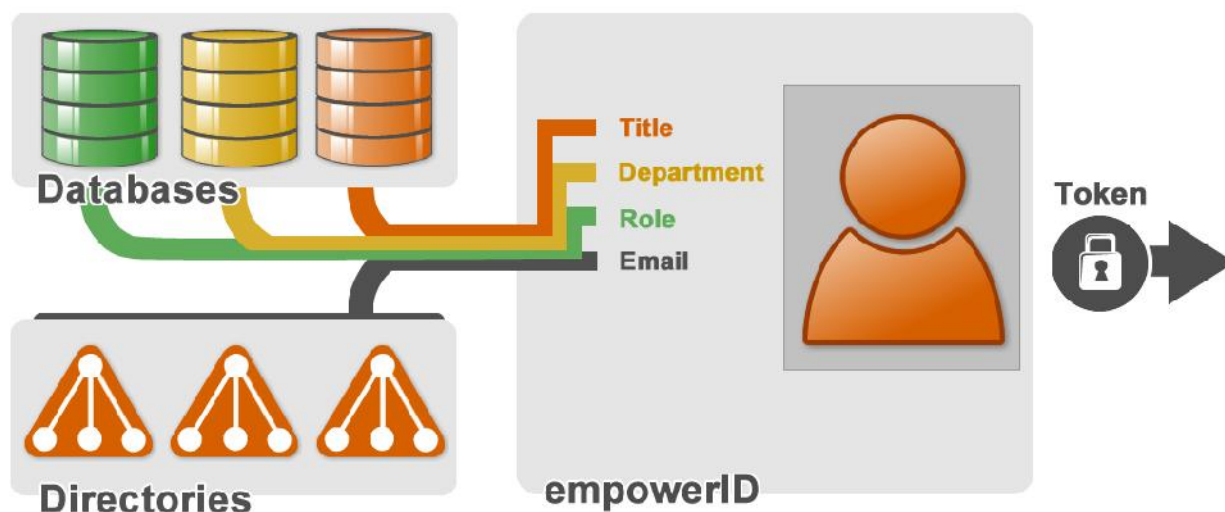 Databases
Title
Department
Role
Email
Token
Directories
empowerID